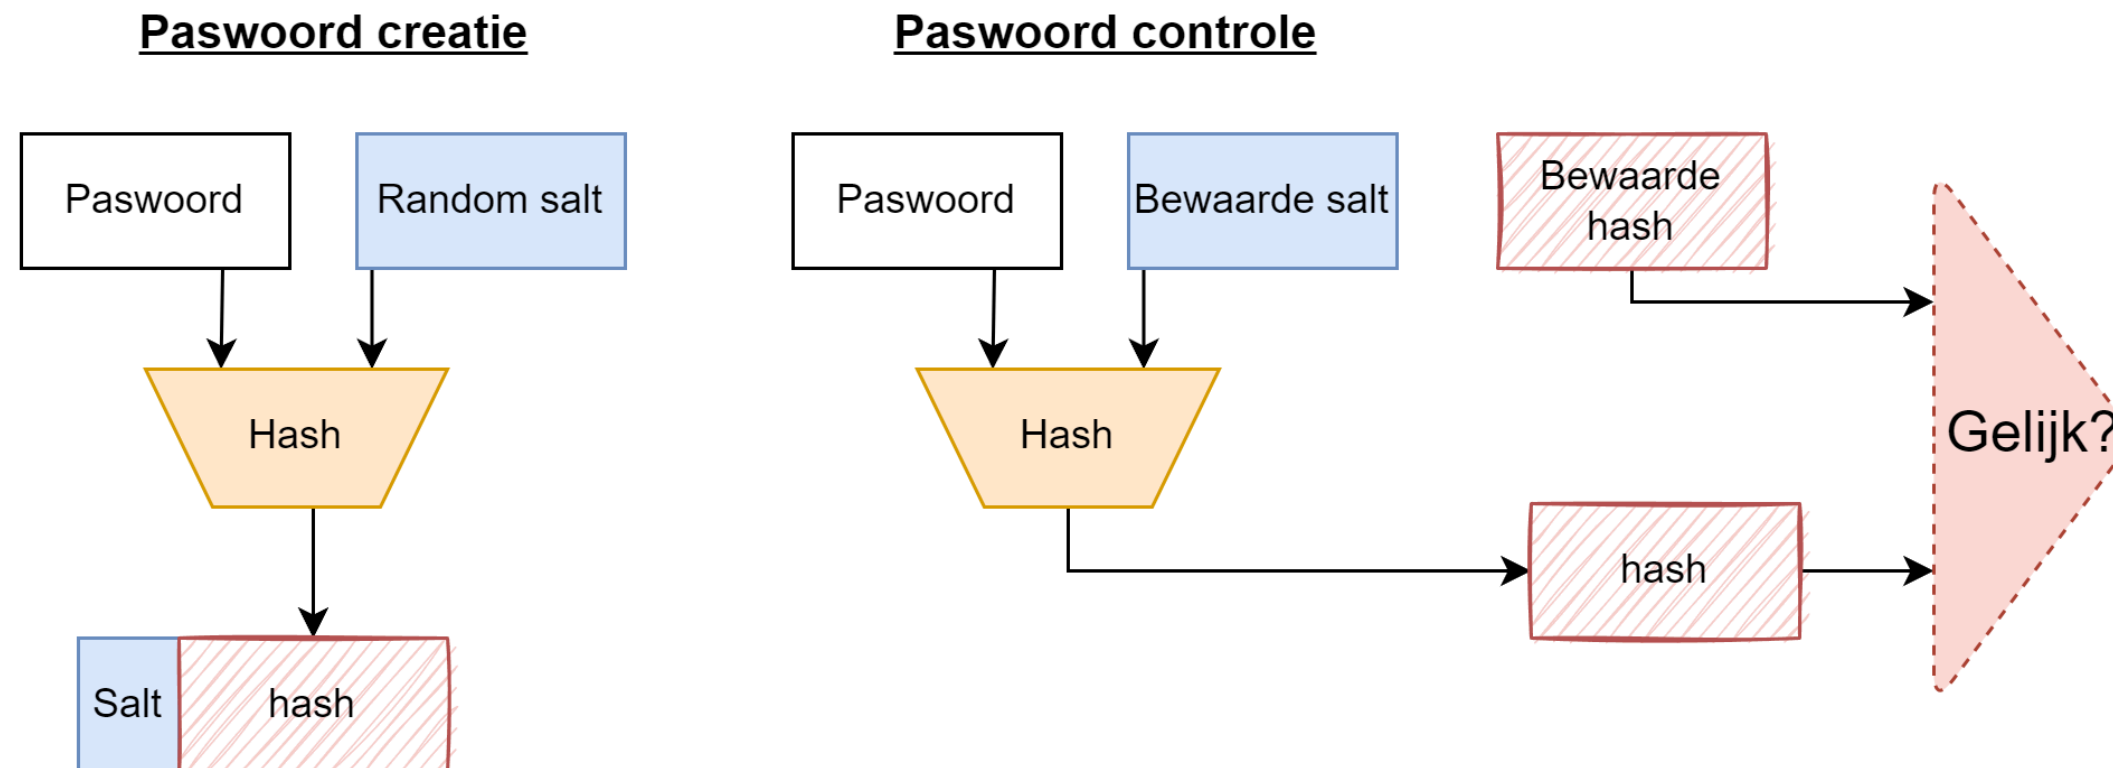 Paswoord creatie
Paswoord
Random salt
Hash
Salt
hash
Paswoord controle
Paswoord
Bewaarde salt
Bewaarde
hash
Hash
hash
Gelijk?